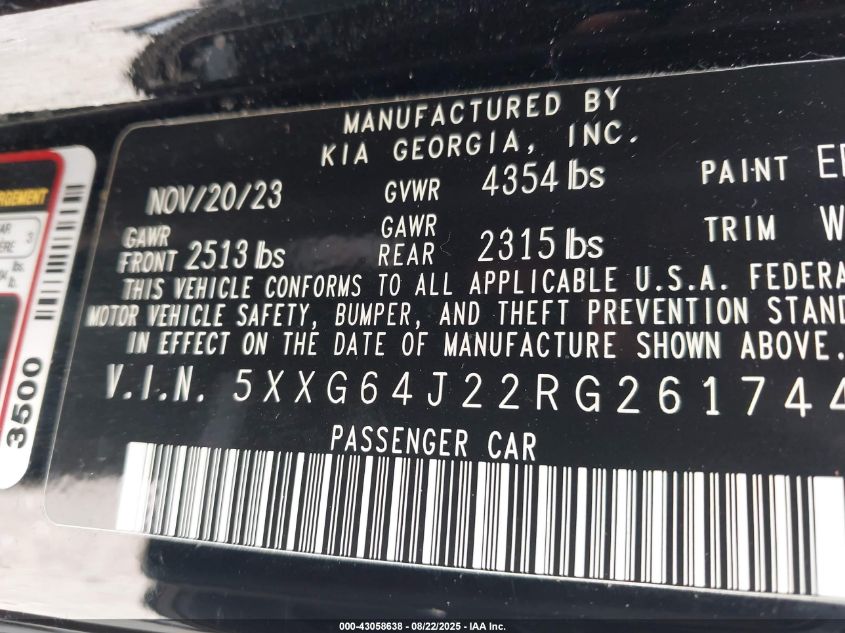 MANUFACTURED BY
KIA GEORGIA, INC.
NOV/20/23 GVWR 4354 lbs PAINT
GAWR FRONT 2513 lbs GAWR REAR 2315 lbs TRIM W
THIS VEHICLE CONFORMS TO ALL APPLICABLE U.S.A. FEDERA
MOTOR VEHICLE SAFETY, BUMPER, AND THEFT PREVENTION STAND
IN EFFECT ON THE DATE OF MANUFACTURE SHOWN ABOVE.
V.I.N. 5XXG64J22RG261744
PASSENGER CAR
3500
000-43058638 - 08/22/2025 - IAA Inc.